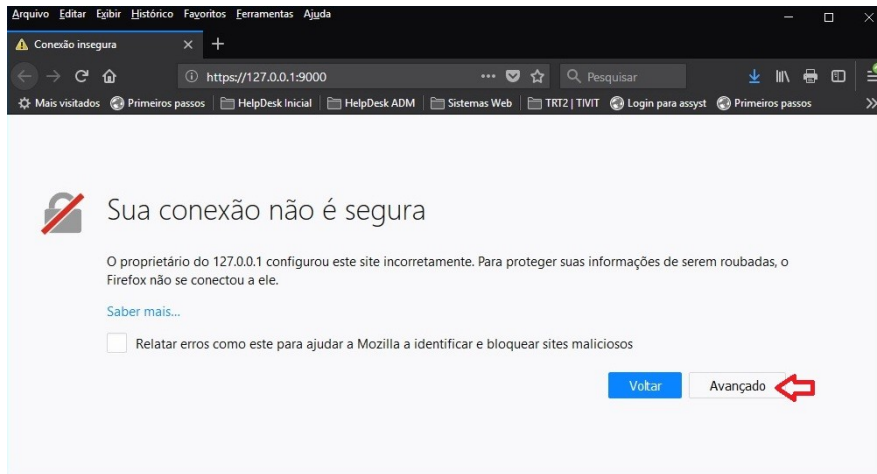 Arquivo Editar Exibir Histórico Favoritos Ferramentas Ajuda
Conexão insegura
https://127.0.0.1:9000
Pesquisar
Mais visitados Primeiros passos HelpDesk Inicial HelpDesk ADM Sistemas Web TRT2 | TIVIT Login para assyst Primeiros passos
Sua conexão não é segura
O proprietário do 127.0.0.1 configurou este site incorretamente. Para proteger suas informações de serem roubadas, o
Firefox não se conectou a ele.
Saber mais...
Relatar erros como este para ajudar a Mozilla a identificar e bloquear sites maliciosos
Voltar Avançado